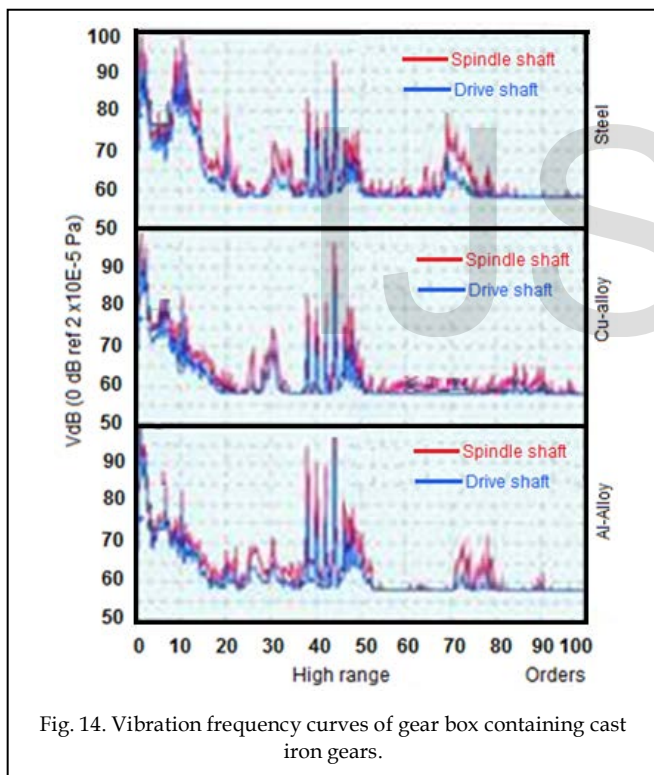 100
90
80
70
60
50
90
80
70
60
50
90
80
70
60
50
VdB (0 dB ref 2 x10E-5 Pa)
Spindle shaft
Drive shaft
Steel
Spindle shaft
Drive shaft
Cu-alloy
Spindle shaft
Drive shaft
Al-Alloy
IJS
0 10 20 30 40 50 60 70 80 90 100
High range Orders
Fig. 14. Vibration frequency curves of gear box containing cast
iron gears.